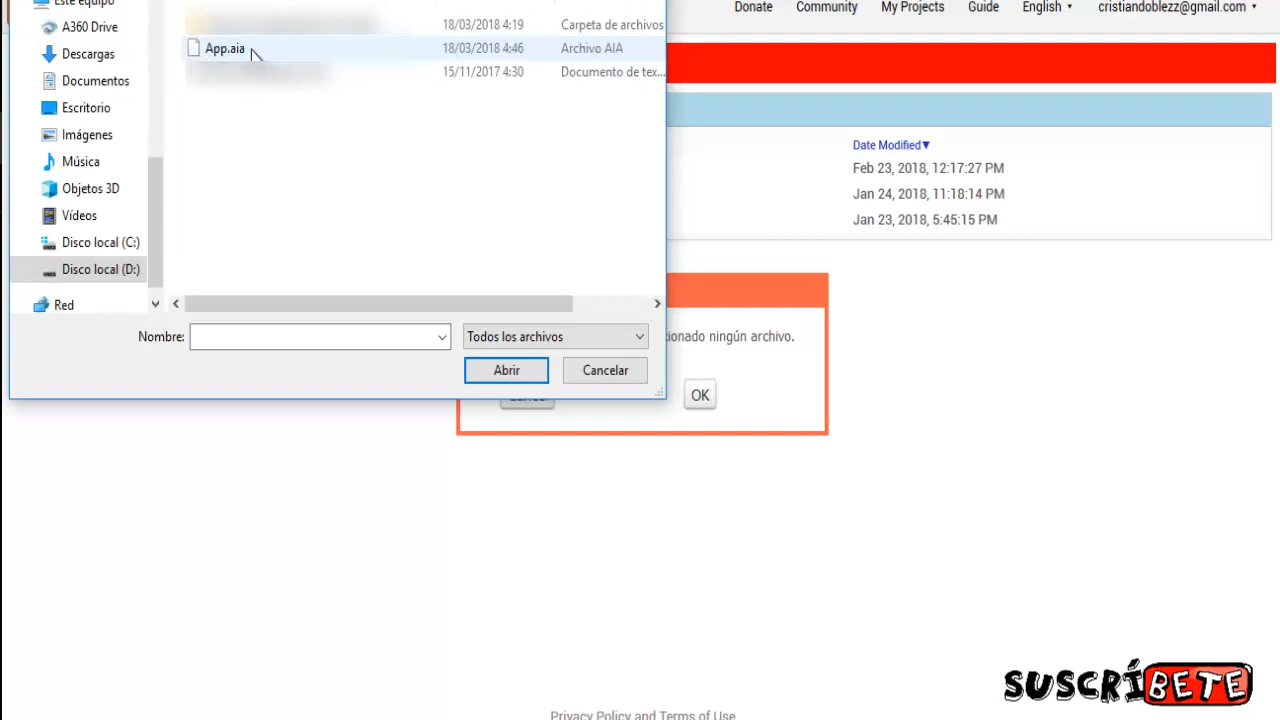 Este equipo
A360 Drive
Descargas
Documentos
Escritorio
Imágenes
Música
Objetos 3D
Vídeos
Disco local (C:)
Disco local (D:)
Red
18/03/2018 4:19 Carpeta de archivos
App.aia 18/03/2018 4:46 Archivo AIA
15/11/2017 4:30 Documento de tex...
Nombre:
Todos los archivos
Abrir Cancelar
Donate Community My Projects Guide English cristiandoblezz@gmail.com
Date Modified▼
Feb 23, 2018, 12:17:27 PM
Jan 24, 2018, 11:18:14 PM
Jan 23, 2018, 5:45:15 PM
ionado ningún archivo.
OK
SUSCRÍBETE
Privacy Policy and Terms of Use